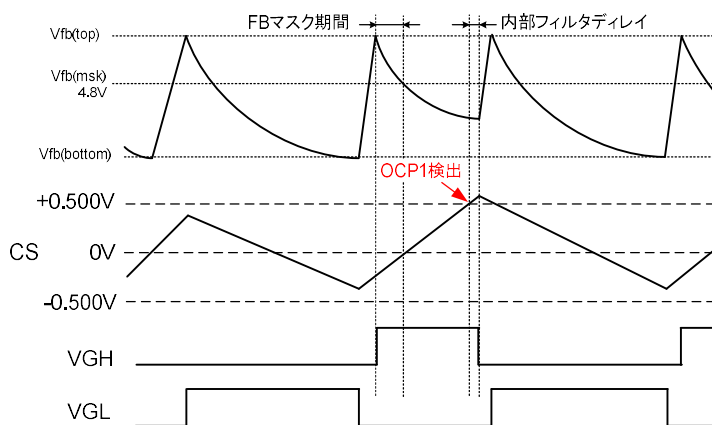 FBマスク期間
内部フィルタディレイ
Vfb(top)
Vfb(msk)
4.8V
Vfb(bottom)
OCP1検出
+0.500V
CS
0V
-0.500V
VGH
VGL